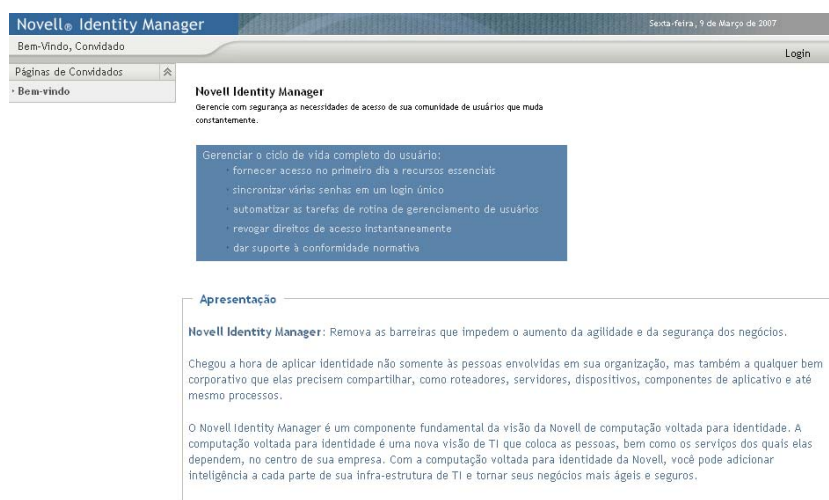 Novell® Identity Manager
Sexta-feira, 9 de Março de 2007
Bem-Vindo, Convidado
Login
Páginas de Convidados
Bem-vindo
Novell Identity Manager
Gerencie com segurança as necessidades de acesso de sua comunidade de usuários que muda
constantemente.
Gerenciar o ciclo de vida completo do usuário:
· fornecer acesso no primeiro dia a recursos essenciais
· sincronizar várias senhas em um login único
· automatizar as tarefas de rotina de gerenciamento de usuários
· revogar direitos de acesso instantaneamente
· dar suporte à conformidade normativa
Apresentação
Novell Identity Manager: Remova as barreiras que impedem o aumento da agilidade e da segurança dos negócios.
Chegou a hora de aplicar identidade não somente às pessoas envolvidas em sua organização, mas também a qualquer bem
corporativo que elas precisem compartilhar, como roteadores, servidores, dispositivos, componentes de aplicativo e até
mesmo processos.
O Novell Identity Manager é um componente fundamental da visão da Novell de computação voltada para identidade. A
computação voltada para identidade é uma nova visão de TI que coloca as pessoas, bem como os serviços dos quais elas
dependem, no centro de sua empresa. Com a computação voltada para identidade da Novell, você pode adicionar
inteligência a cada parte de sua infra-estrutura de TI e tornar seus negócios mais ágeis e seguros.